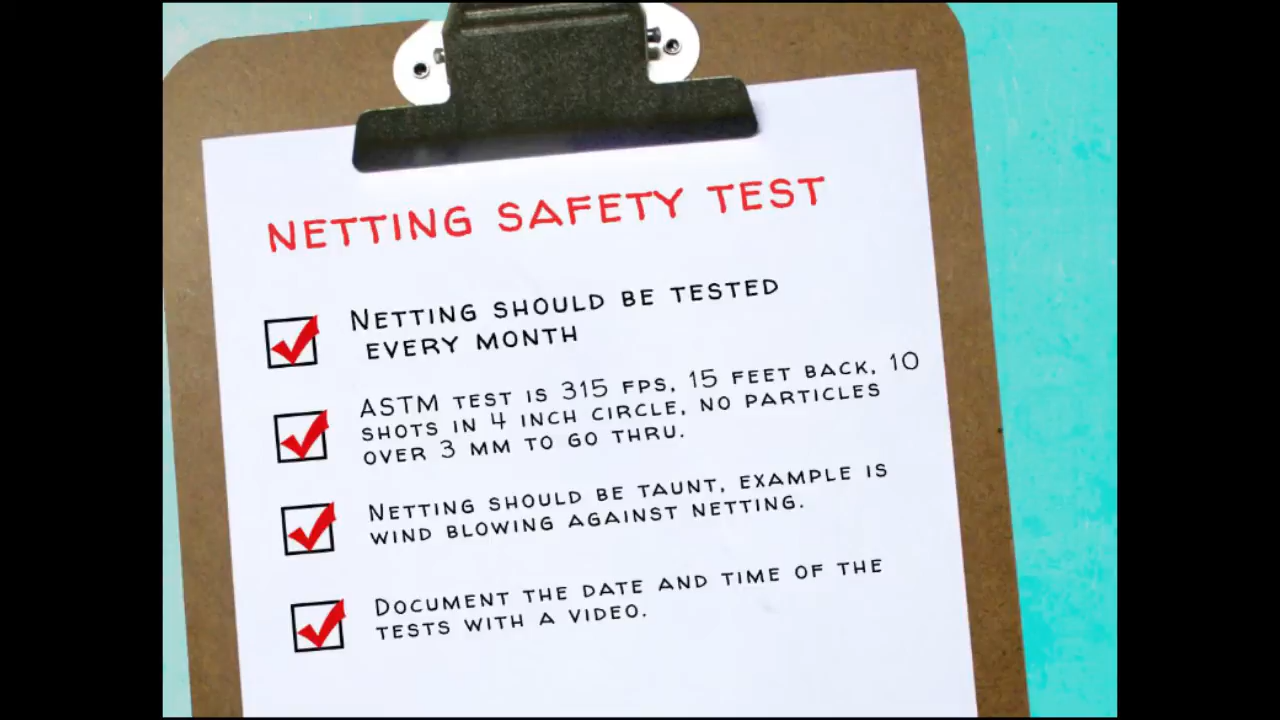 NETTING SAFETY TEST
NETTING SHOULD BE TESTED
EVERY MONTH
ASTM TEST IS 315 FPS, 15 FEET BACK, 10
SHOTS IN 4 INCH CIRCLE, NO PARTICLES
OVER 3 MM TO GO THRU.
NETTING SHOULD BE TAUNT, EXAMPLE IS
WIND BLOWING AGAINST NETTING.
DOCUMENT THE DATE AND TIME OF THE
TESTS WITH A VIDEO.